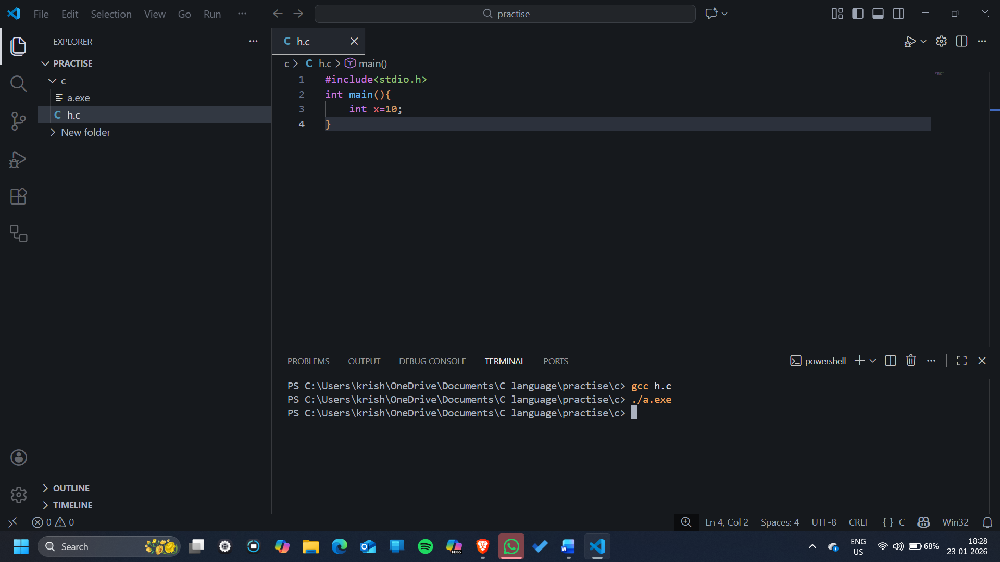 File Edit Selection View Go Run ··· practise
EXPLORER ···
PRACTISE
c
a.exe
C h.c
New folder
OUTLINE
TIMELINE
C h.c
c > C h.c > main()
1 #include<stdio.h>
2 int main(){
3     int x=10;
4 }
PROBLEMS OUTPUT DEBUG CONSOLE TERMINAL PORTS powershell
PS C:\Users\krish\OneDrive\Documents\C language\practise\c> gcc h.c
PS C:\Users\krish\OneDrive\Documents\C language\practise\c> ./a.exe
PS C:\Users\krish\OneDrive\Documents\C language\practise\c>
0 0 Ln 4, Col 2 Spaces: 4 UTF-8 CRLF { } C Win32
Search M365 ENG 68% 18:28
US 23-01-2026